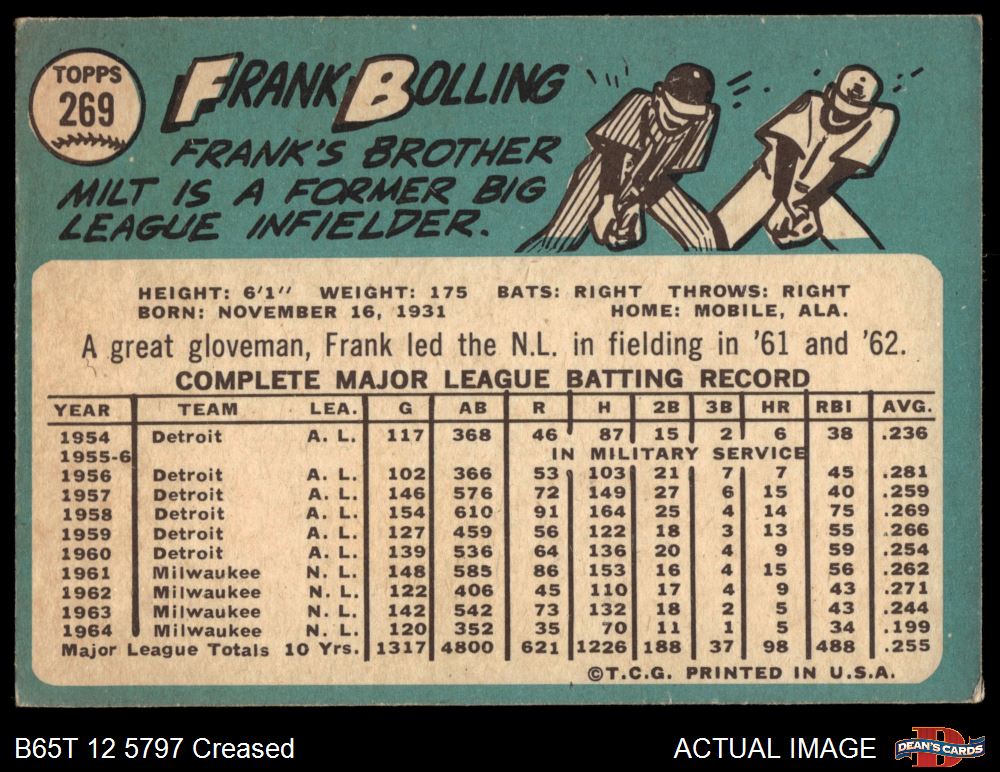 TOPPS
269
FRANK BOLLING
FRANK'S BROTHER
MILT IS A FORMER BIG
LEAGUE INFIELDER.
HEIGHT: 6'1" WEIGHT: 175 BATS: RIGHT THROWS: RIGHT
BORN: NOVEMBER 16, 1931 HOME: MOBILE, ALA.
A great gloveman, Frank led the N.L. in fielding in '61 and '62.
COMPLETE MAJOR LEAGUE BATTING RECORD
YEAR TEAM LEA. G AB R H 2B 3B HR RBI AVG.
1954 Detroit A. L. 117 368 46 87 15 2 6 38 .236
1955-6 IN MILITARY SERVICE
1956 Detroit A. L. 102 366 53 103 21 7 7 45 .281
1957 Detroit A. L. 146 576 72 149 27 6 15 40 .259
1958 Detroit A. L. 154 610 91 164 25 4 14 75 .269
1959 Detroit A. L. 127 459 56 122 18 3 13 55 .266
1960 Detroit A. L. 139 536 64 136 20 4 9 59 .254
1961 Milwaukee N. L. 148 585 86 153 16 4 15 56 .262
1962 Milwaukee N. L. 122 406 45 110 17 4 9 43 .271
1963 Milwaukee N. L. 142 542 73 132 18 2 5 43 .244
1964 Milwaukee N. L. 120 352 35 70 11 1 5 34 .199
Major League Totals 10 Yrs. 1317 4800 621 1226 188 37 98 488 .255
©T.C.G. PRINTED IN U.S.A.
B65T 12 5797 Creased ACTUAL IMAGE DEAN'S CARDS